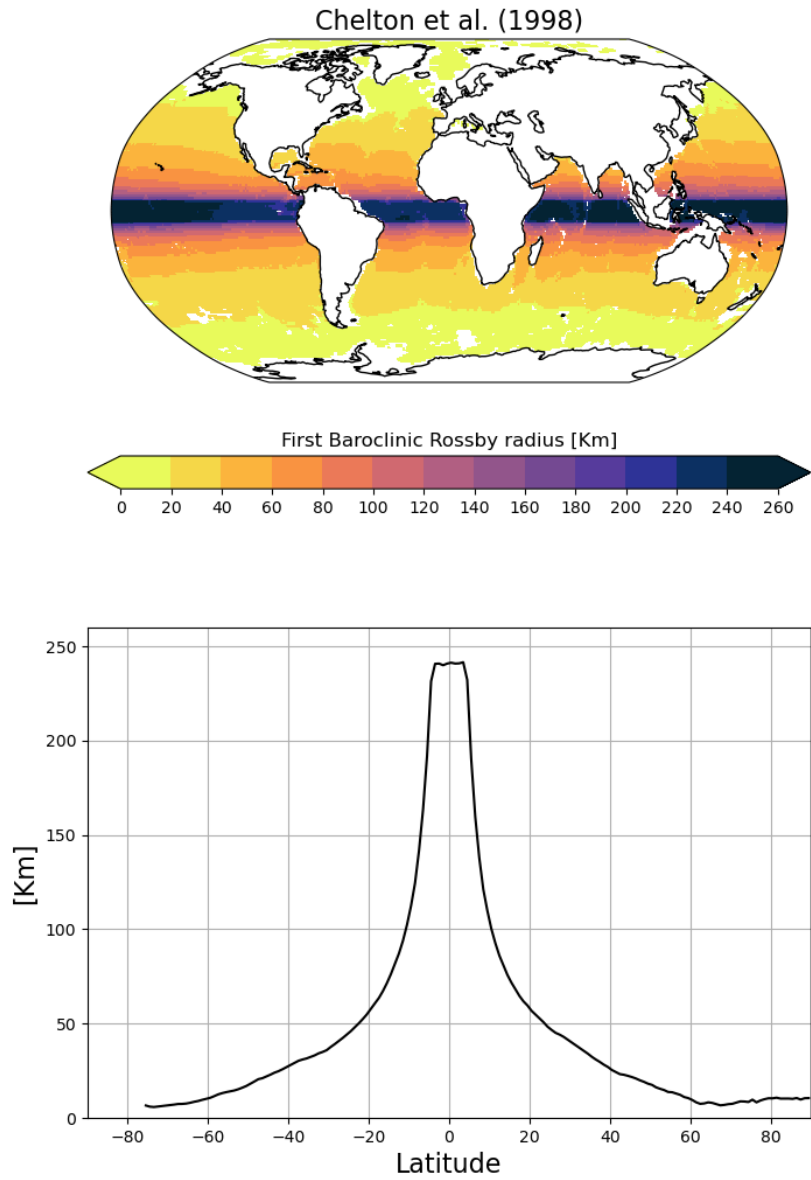 Chelton et al. (1998)
First Baroclinic Rossby radius [Km]
0 20 40 60 80 100 120 140 160 180 200 220 240 260
250
200
150
100
50
0
[Km]
−80 −60 −40 −20 0 20 40 60 80
Latitude